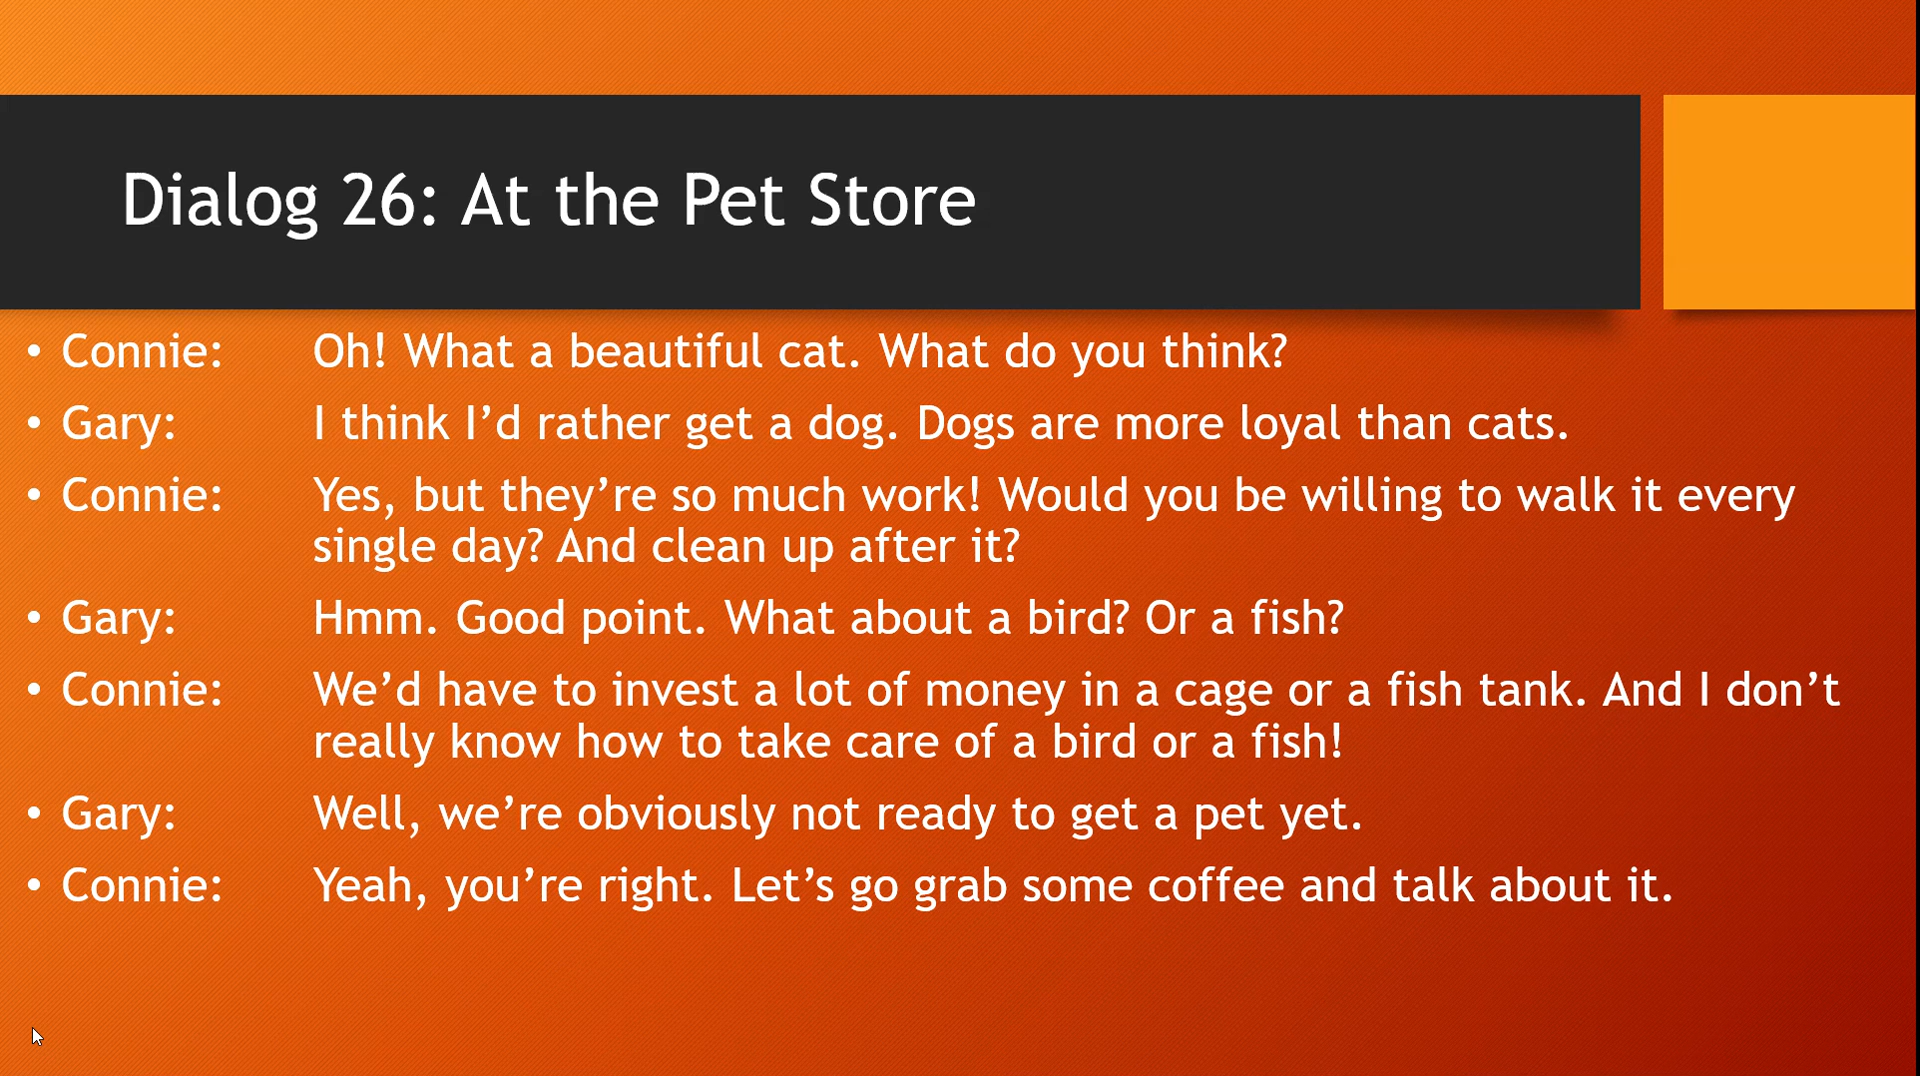 Dialog 26: At the Pet Store
• Connie: Oh! What a beautiful cat. What do you think?
• Gary: I think I’d rather get a dog. Dogs are more loyal than cats.
• Connie: Yes, but they’re so much work! Would you be willing to walk it every
single day? And clean up after it?
• Gary: Hmm. Good point. What about a bird? Or a fish?
• Connie: We’d have to invest a lot of money in a cage or a fish tank. And I don’t
really know how to take care of a bird or a fish!
• Gary: Well, we’re obviously not ready to get a pet yet.
• Connie: Yeah, you’re right. Let’s go grab some coffee and talk about it.